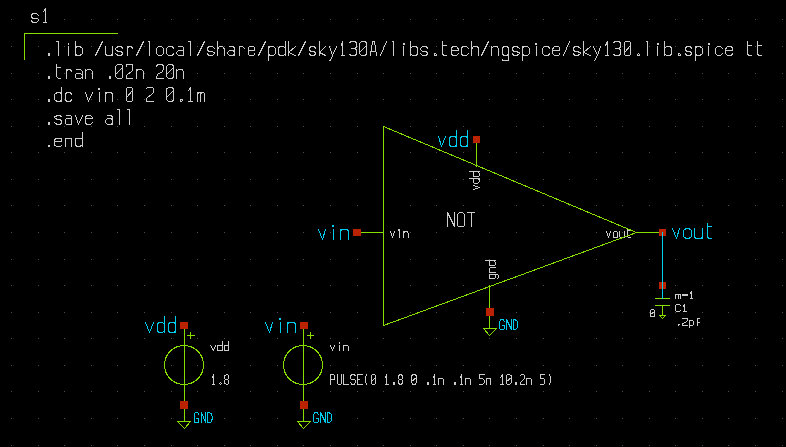 s1
.lib /usr/local/share/pdk/sky130A/libs.tech/ngspice/sky130.lib.spice tt
.tran .02n 20n
.dc vin 0 2 0.1m
.save all
.end
vdd
vdd
NOT
vin
vin
vout
vout
gnd
GND
m=1
C1
0
.2pF
vdd
vdd
1.8
GND
vin
vin
PULSE(0 1.8 0 .1n .1n 5n 10.2n 5)
GND